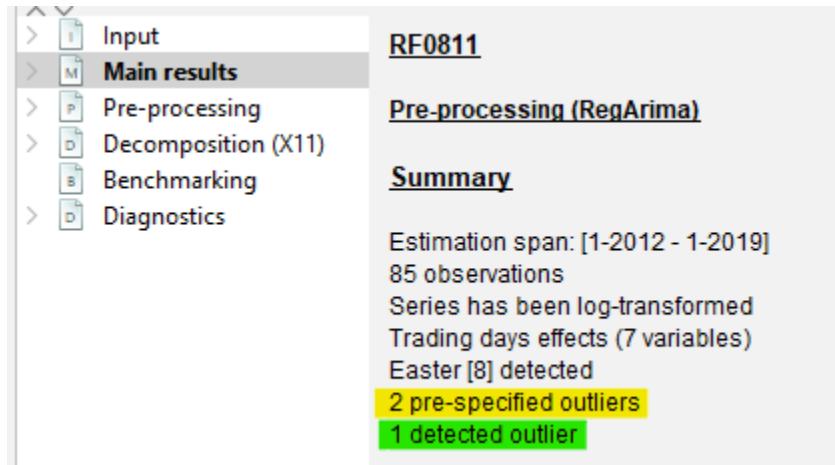 Input
Main results
Pre-processing
Decomposition (X11)
Benchmarking
Diagnostics
RF0811
Pre-processing (RegArima)
Summary
Estimation span: [1-2012 - 1-2019]
85 observations
Series has been log-transformed
Trading days effects (7 variables)
Easter [8] detected
2 pre-specified outliers
1 detected outlier